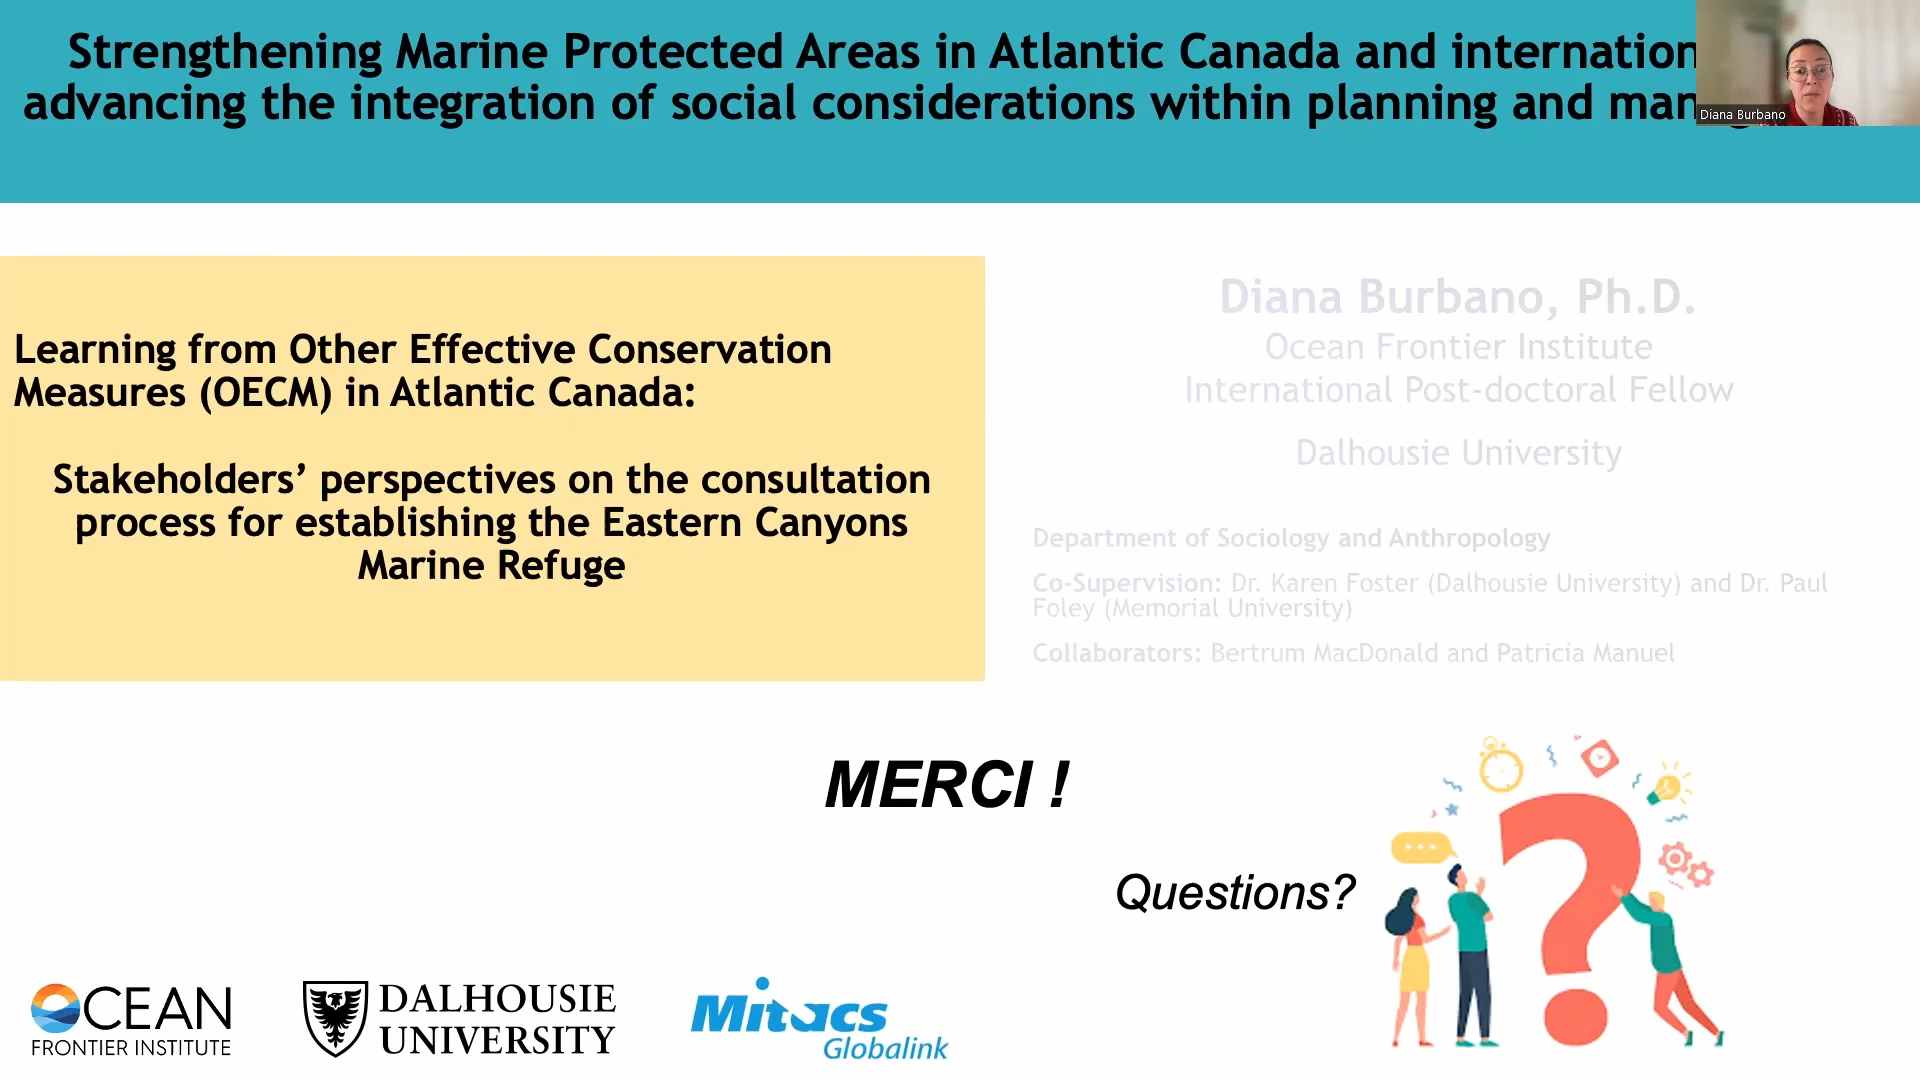 Strengthening Marine Protected Areas in Atlantic Canada and internation
advancing the integration of social considerations within planning and man
Diana Burbano
Learning from Other Effective Conservation
Measures (OECM) in Atlantic Canada:
Stakeholders’ perspectives on the consultation
process for establishing the Eastern Canyons
Marine Refuge
Diana Burbano, Ph.D.
Ocean Frontier Institute
International Post-doctoral Fellow
Dalhousie University
Department of Sociology and Anthropology
Co-Supervision: Dr. Karen Foster (Dalhousie University) and Dr. Paul
Foley (Memorial University)
Collaborators: Bertrum MacDonald and Patricia Manuel
MERCI !
Questions?
OCEAN
FRONTIER INSTITUTE
DALHOUSIE
UNIVERSITY
Mitacs
Globalink